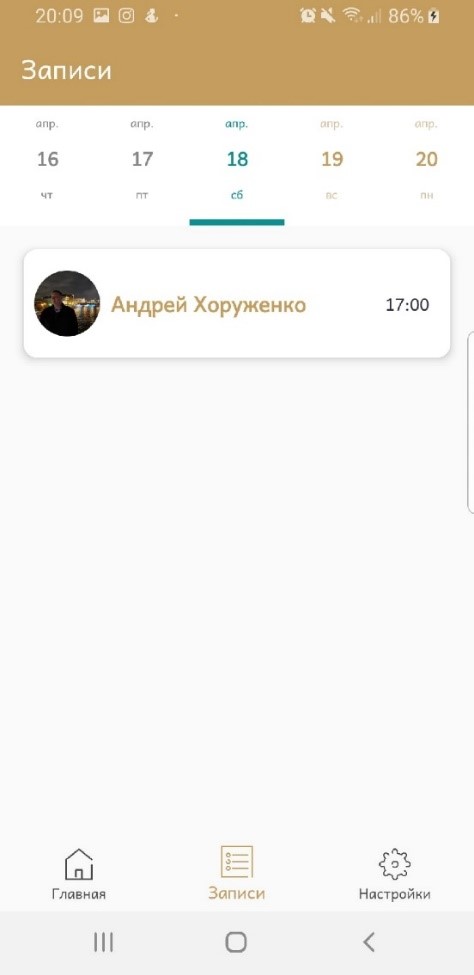 20:09 86%
Записи
апр. апр. апр. апр. апр.
16 17 18 19 20
чт пт сб вс пн
Андрей Хоруженко 17:00
Главная Записи Настройки